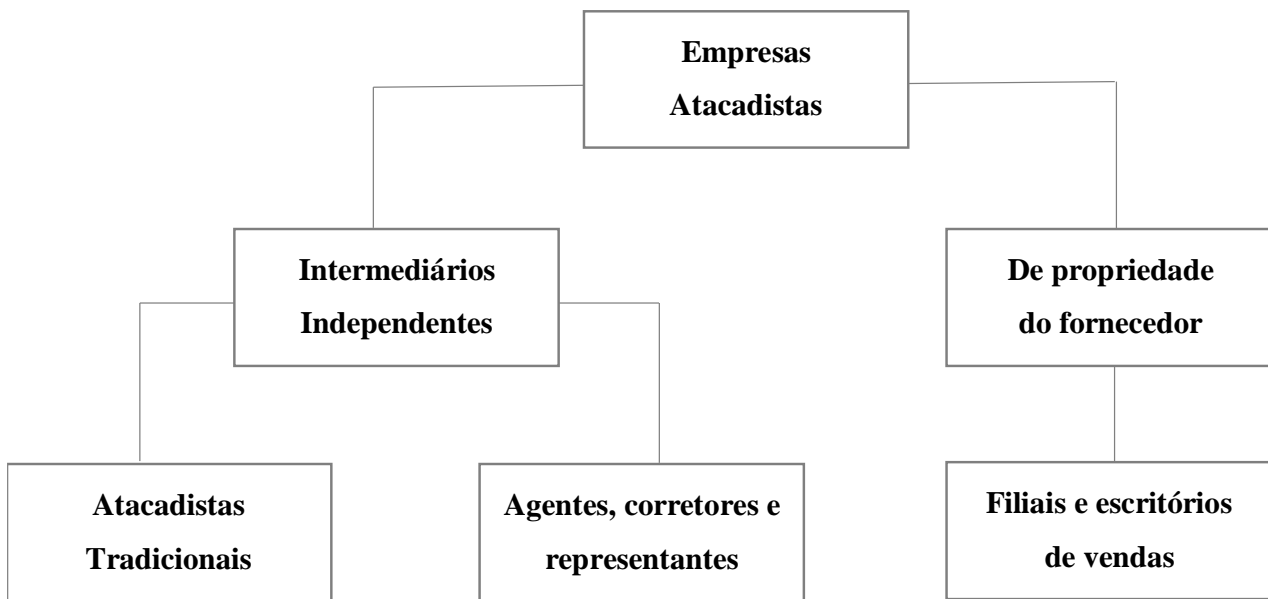 Empresas
Atacadistas
Intermediários
Independentes
De propriedade
do fornecedor
Atacadistas
Tradicionais
Agentes, corretores e
representantes
Filiais e escritórios
de vendas